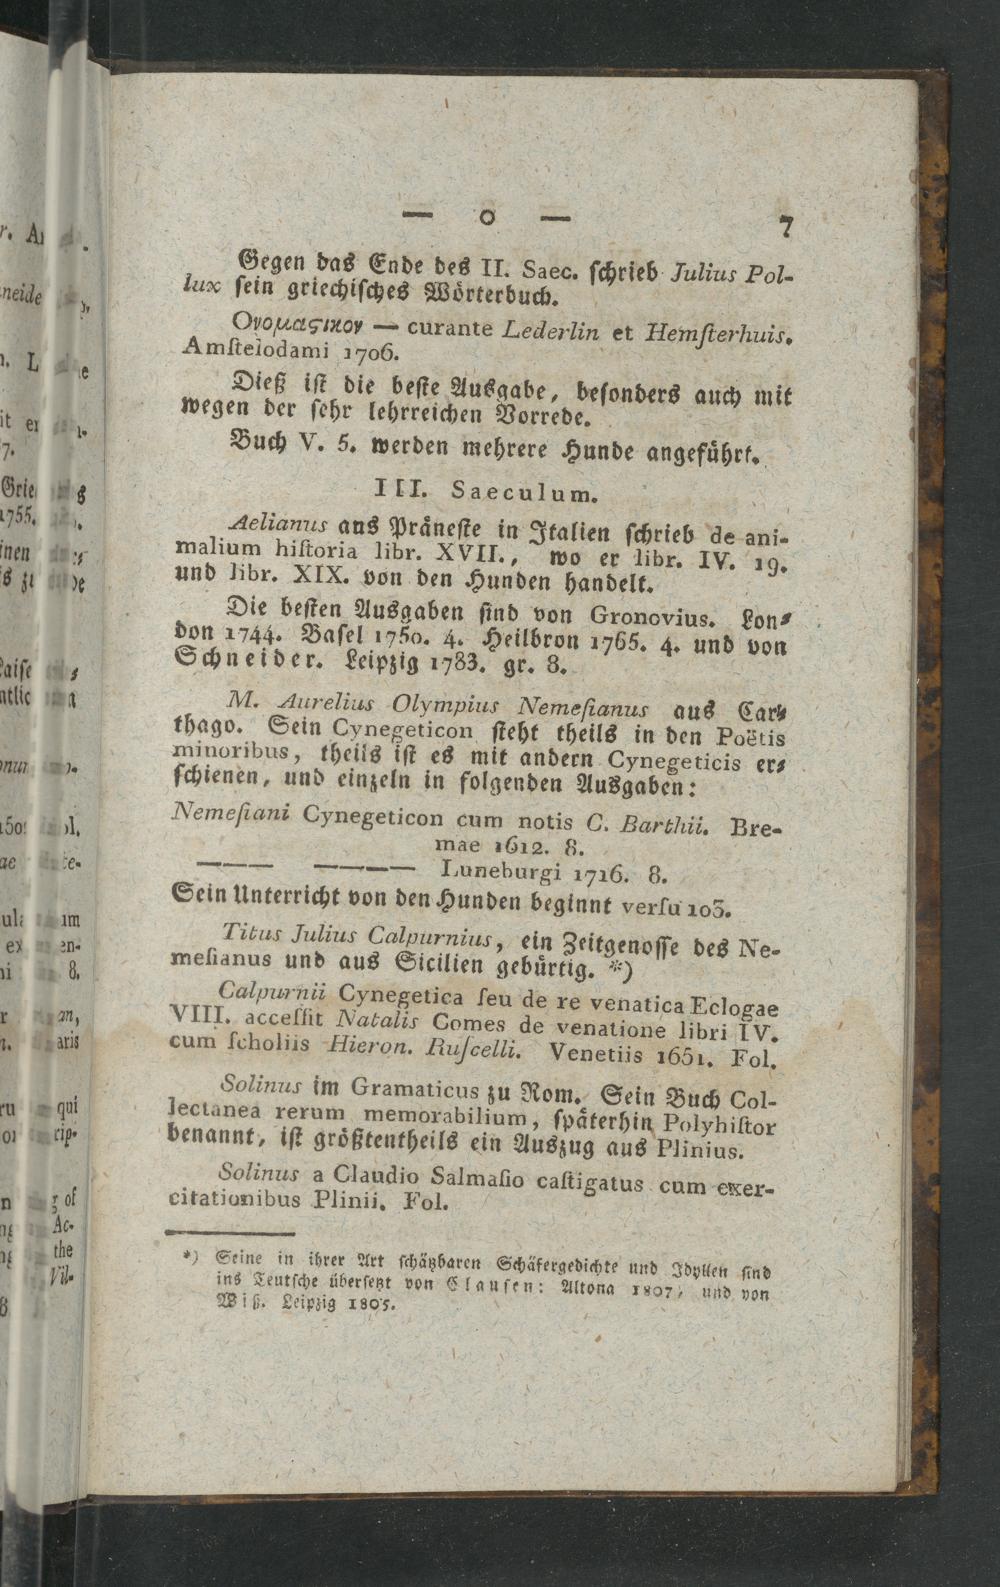 — o — 7
Gegen das Ende des II. Saec. schrieb Julius Pol-
lux sein griechisches Wörterbuch.
Ονομαςικον — curante Lederlin et Hemſterhuis.
Amſtelodami 1706.
Dieß iſt die beſte Ausgabe, beſonders auch mit
wegen der ſehr lehrreichen Vorrede.
Buch V. 5. werden mehrere Hunde angeführt.
III. Saeculum.
Aelianus aus Präneſte in Italien ſchrieb de ani-
malium hiſtoria libr. XVII., wo er libr. IV. 19.
und libr. XIX. von den Hunden handelt.
Die beſten Ausgaben ſind von Gronovius. Lon-
don 1744. Baſel 1750. 4. Heilbron 1765. 4. und von
Schneider. Leipzig 1783. gr. 8.
M. Aurelius Olympius Nemeſianus aus Car-
thago. Sein Cynegeticon ſteht theils in den Poëtis
minoribus, theils iſt es mit andern Cynegeticis er-
ſchienen, und einzeln in folgenden Ausgaben:
Nemeſiani Cynegeticon cum notis C. Barthii. Bre-
mae 1612. 8.
——— ———— Luneburgi 1716. 8.
Sein Unterricht von den Hunden beginnt verſu 103.
Titus Julius Calpurnius, ein Zeitgenoſſe des Ne-
meſianus und aus Sicilien gebürtig. *)
Calpurnii Cynegetica ſeu de re venatica Eclogae
VIII. acceſſit Natalis Comes de venatione libri IV.
cum ſcholiis Hieron. Ruſcelli. Venetiis 1651. Fol.
Solinus im Gramaticus zu Rom. Sein Buch Col-
lectanea rerum memorabilium, ſpäterhin Polyhiſtor
benannt, iſt größtentheils ein Auszug aus Plinius.
Solinus a Claudio Salmaſio caſtigatus cum exer-
citationibus Plinii. Fol.
*) Seine in ihrer Art ſchäzbaren Schäfergedichte und Idyllen ſind
ins Teutſche überſetzt von Clauſen: Altona 1807, und von
Wiß. Leipzig 1805.